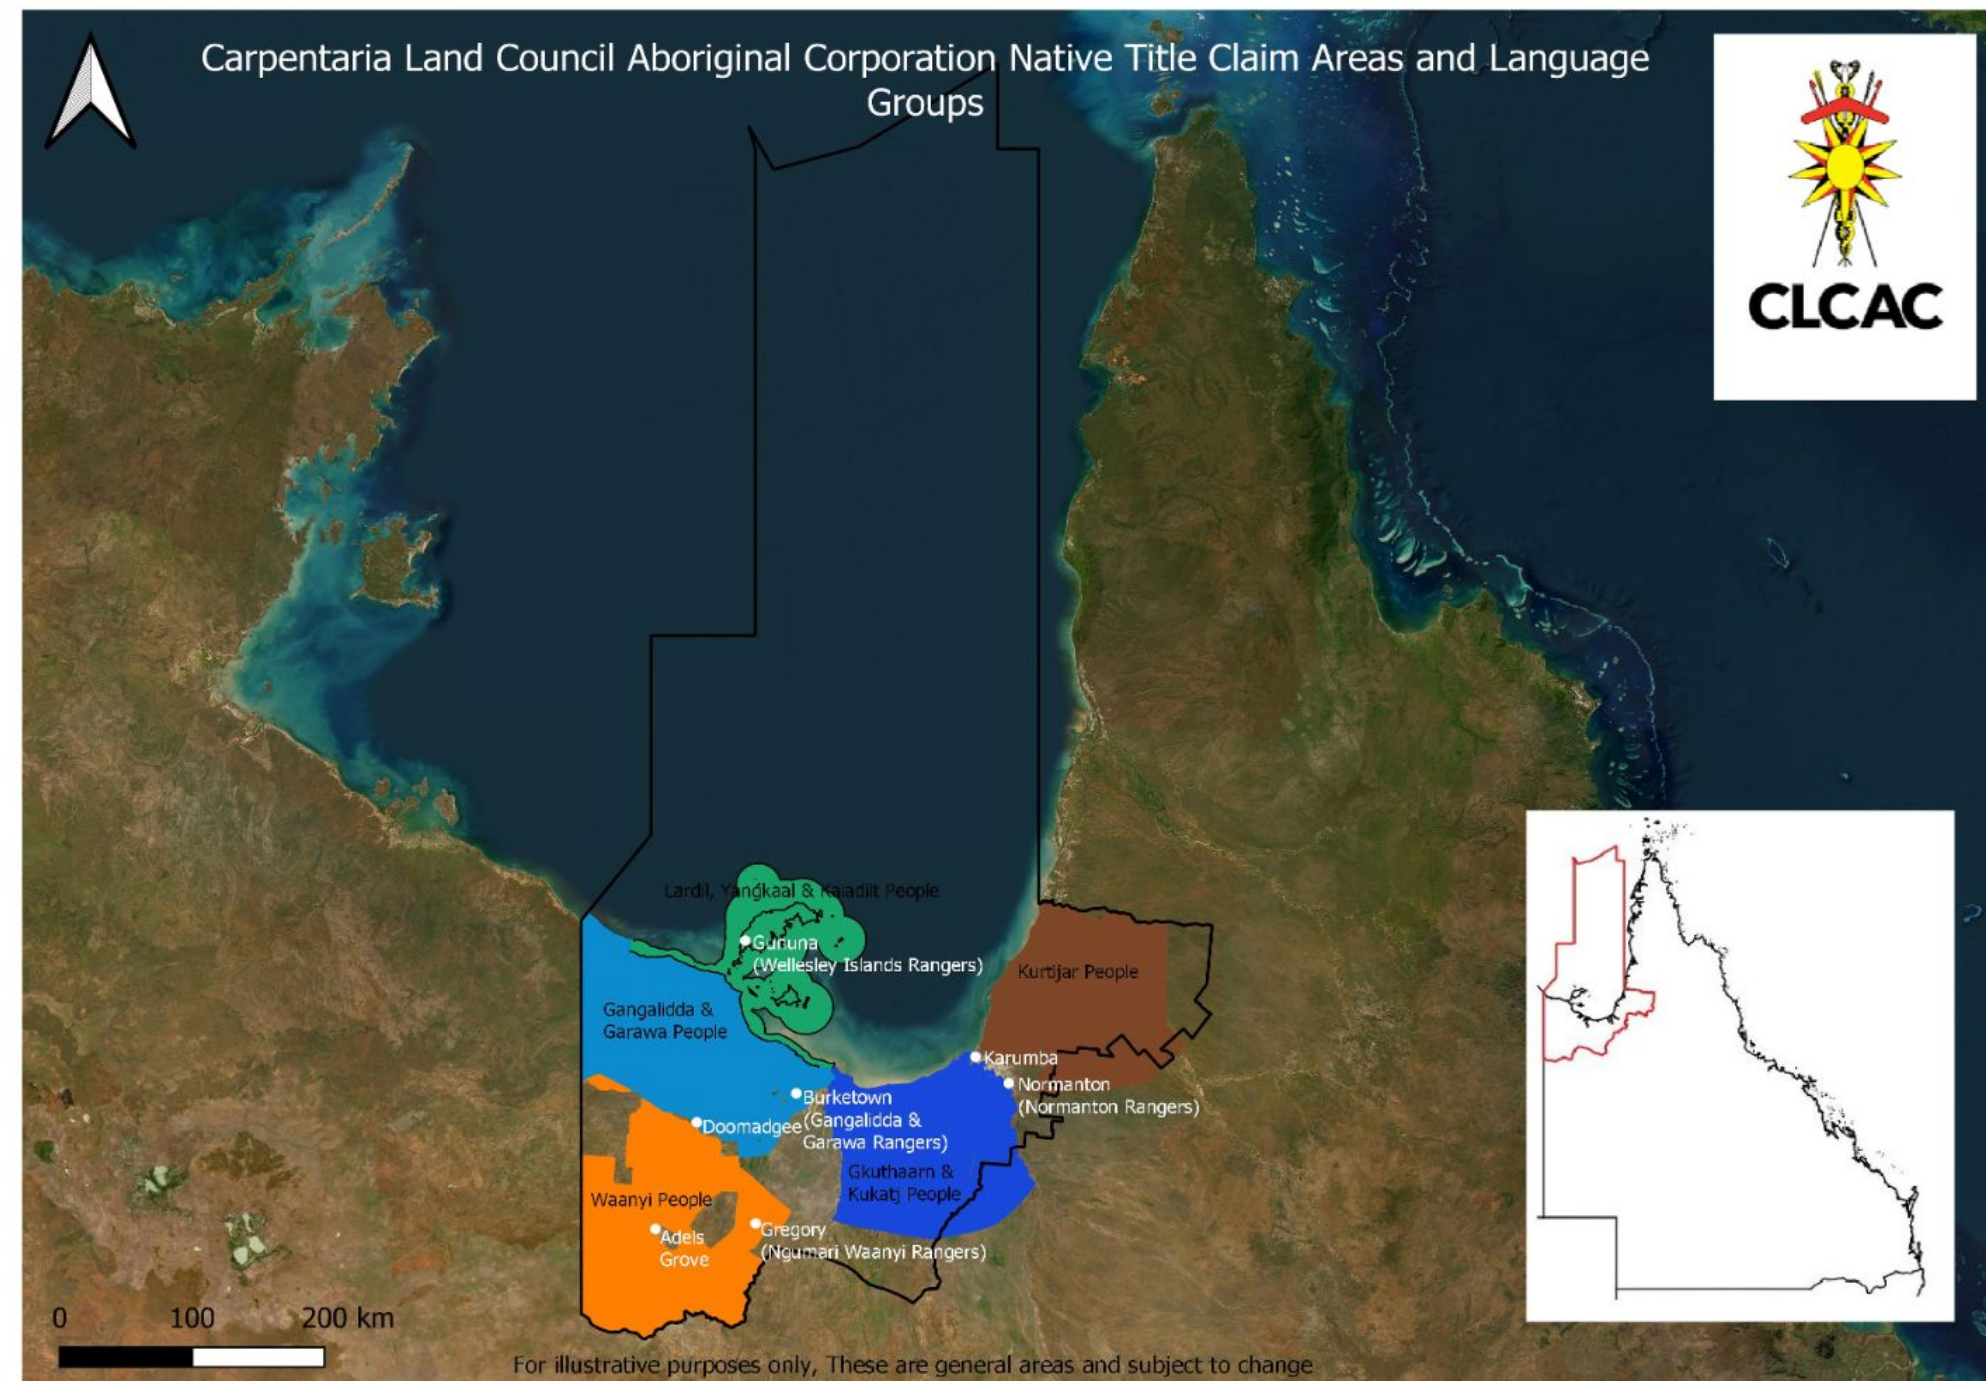 Carpentaria Land Council Aboriginal Corporation Native Title Claim Areas and Language
Groups
CLCAC
Lardil, Yangkaal & Kaiadilt People
Gununa
(Wellesley Islands Rangers)
Kurtijar People
Gangalidda &
Garawa People
Karumba
Normanton
(Normanton Rangers)
Burketown
(Gangalidda &
Garawa Rangers)
Doomadgee
Gkuthaarn &
Kukatj People
Waanyi People
Adels
Grove
Gregory
(Ngumari Waanyi Rangers)
0 100 200 km
For illustrative purposes only, These are general areas and subject to change